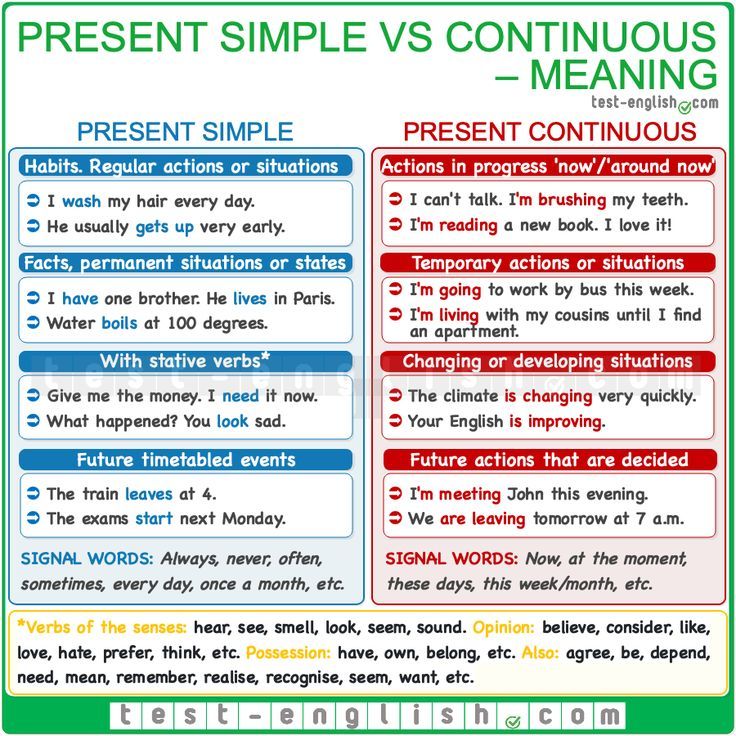 PRESENT SIMPLE VS CONTINUOUS
– MEANING
test-english.com
PRESENT SIMPLE
Habits. Regular actions or situations
I wash my hair every day.
He usually gets up very early.
Facts, permanent situations or states
I have one brother. He lives in Paris.
Water boils at 100 degrees.
With stative verbs*
Give me the money. I need it now.
What happened? You look sad.
Future timetabled events
The train leaves at 4.
The exams start next Monday.
SIGNAL WORDS: Always, never, often,
sometimes, every day, once a month, etc.
PRESENT CONTINUOUS
Actions in progress 'now'/'around now'
I can't talk. I'm brushing my teeth.
I'm reading a new book. I love it!
Temporary actions or situations
I'm going to work by bus this week.
I'm living with my cousins until I find
an apartment.
Changing or developing situations
The climate is changing very quickly.
Your English is improving.
Future actions that are decided
I'm meeting John this evening.
We are leaving tomorrow at 7 a.m.
SIGNAL WORDS: Now, at the moment,
these days, this week/month, etc.
test-english.com
*Verbs of the senses: hear, see, smell, look, seem, sound. Opinion: believe, consider, like,
love, hate, prefer, think, etc. Possession: have, own, belong, etc. Also: agree, be, depend,
need, mean, remember, realise, recognise, seem, want, etc.
test-english.com